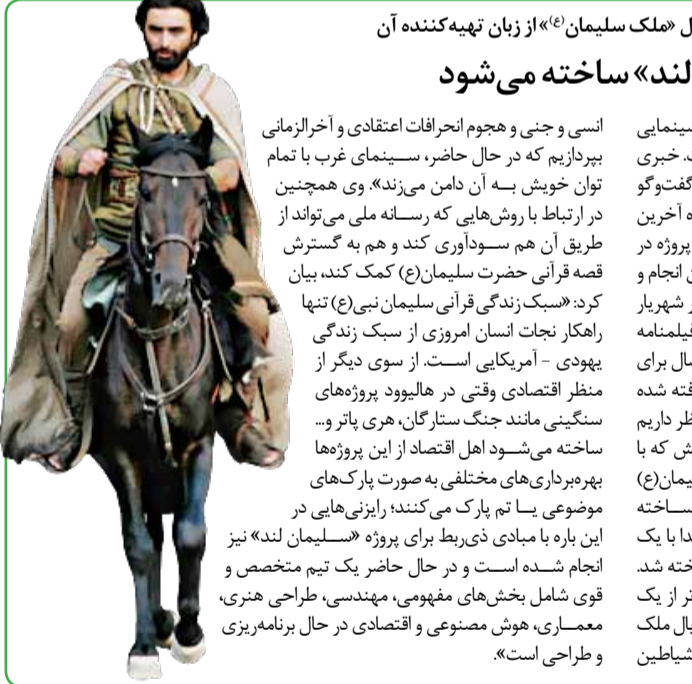 ل «ملک سلیمان(ع)» از زبان تهیه‌کننده آن
لند» ساخته می‌شود
سینمایی
ت. خبری
گفت‌وگو
ه آخرین
پروژه در
ن انجام و
ر شهریار
فیلمنامه
سال برای
فته شده
ظر داریم
ش که با
یمان(ع)
ساخته
دا با یک
خته شد.
تر از یک
بال ملک
شیاطین
انسی و جنی و هجوم انحرافات اعتقادی و آخرالزمانی
بپردازیم که در حال حاضر، سینمای غرب با تمام
توان خویش به آن دامن می‌زند». وی همچنین
در ارتباط با روش‌هایی که رسانه ملی می‌تواند از
طریق آن هم سودآوری کند و هم به گسترش
قصه قرآنی حضرت سلیمان(ع) کمک کند، بیان
کرد: «سبک زندگی قرآنی سلیمان نبی(ع) تنها
راهکار نجات انسان امروزی از سبک زندگی
یهودی - آمریکایی است. از سوی دیگر از
منظر اقتصادی وقتی در هالیوود پروژه‌های
سنگینی مانند جنگ ستارگان، هری پاتر و...
ساخته می‌شود اهل اقتصاد از این پروژه‌ها
بهره‌برداری‌های مختلفی به صورت پارک‌های
موضوعی یا تم پارک می‌کنند؛ رایزنی‌هایی در
این باره با مبادی ذی‌ربط برای پروژه «سلیمان لند» نیز
انجام شده است و در حال حاضر یک تیم متخصص و
قوی شامل بخش‌های مفهومی، مهندسی، طراحی هنری،
معماری، هوش مصنوعی و اقتصادی در حال برنامه‌ریزی
و طراحی است».